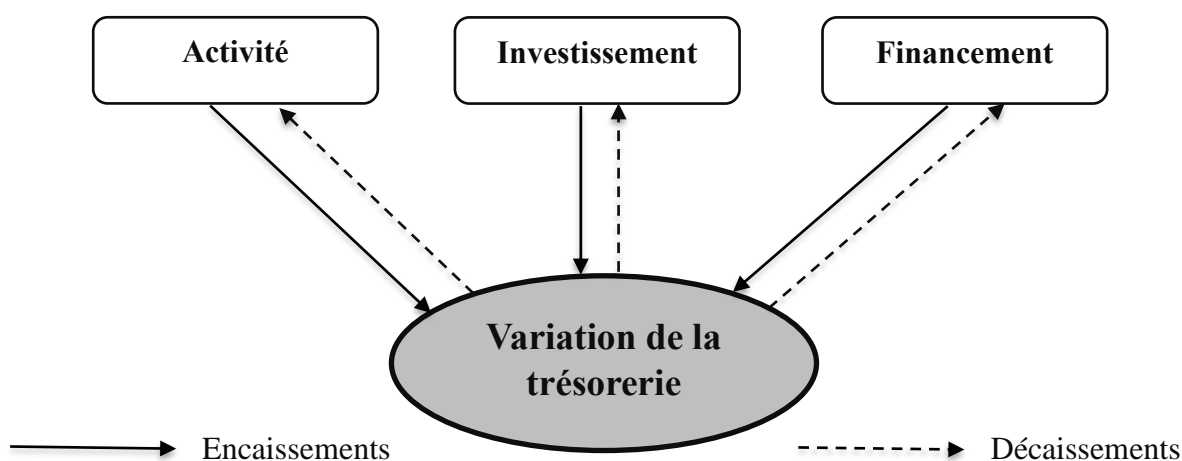 Activité
Investissement
Financement
Variation de la
trésorerie
Encaissements
Décaissements